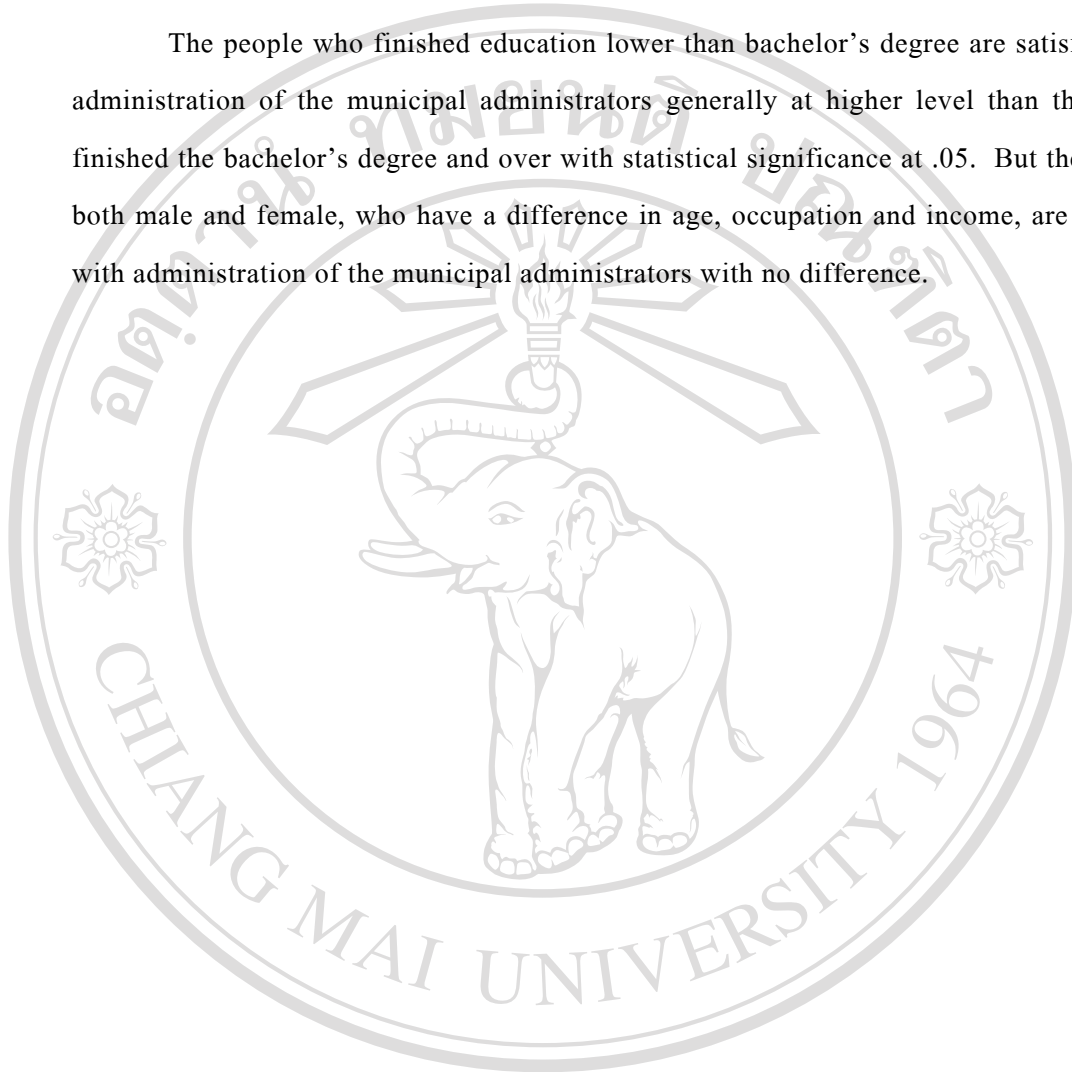 The people who finished education lower than bachelor's degree are
administration of the municipal administrators generally at higher level than
finished the bachelor's degree and over with statistical significance at .05. But
both male and female, who have a difference in age, occupation and income, are
with administration of the municipal administrators with no difference.
CHIANG MAI UNIVERSITY 1964